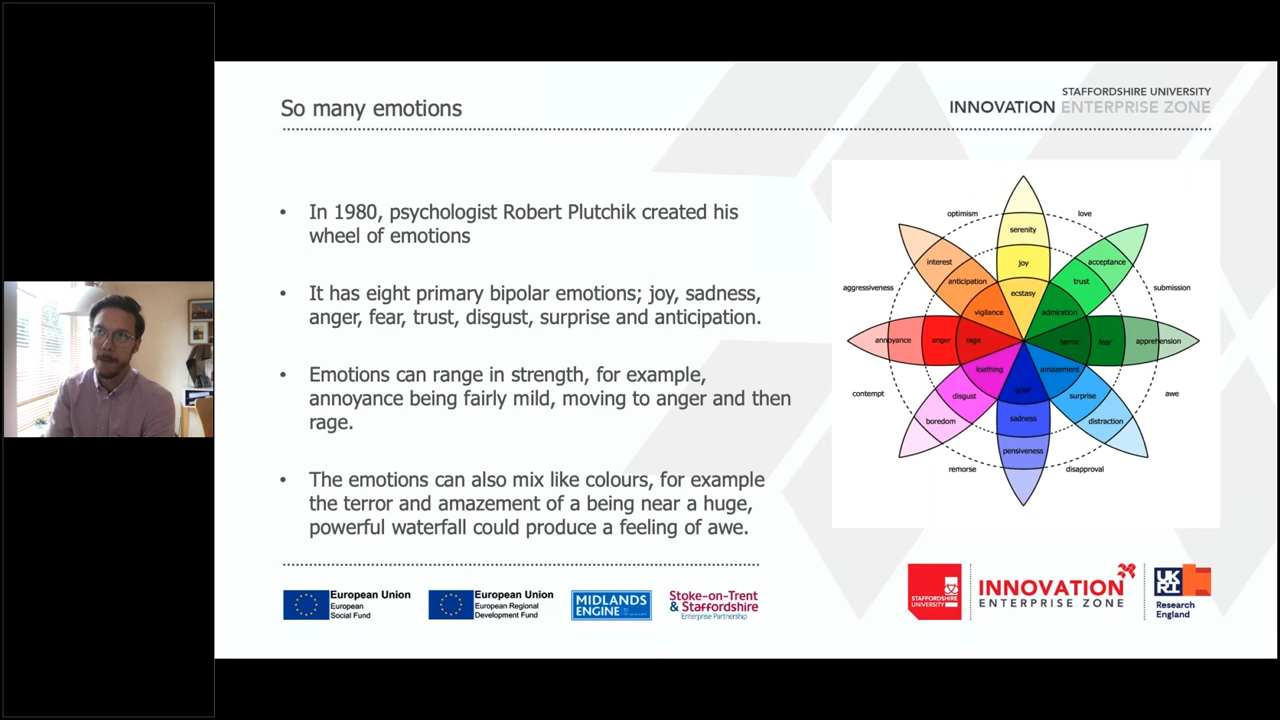 So many emotions
STAFFORDSHIRE UNIVERSITY
INNOVATION ENTERPRISE ZONE
• In 1980, psychologist Robert Plutchik created his
wheel of emotions
• It has eight primary bipolar emotions; joy, sadness,
anger, fear, trust, disgust, surprise and anticipation.
• Emotions can range in strength, for example,
annoyance being fairly mild, moving to anger and then
rage.
• The emotions can also mix like colours, for example
the terror and amazement of a being near a huge,
powerful waterfall could produce a feeling of awe.
optimism
love
serenity
interest
joy
acceptance
anticipation
trust
aggressiveness
ecstasy
submission
vigilance
admiration
annoyance
anger
rage
terror
fear
apprehension
loathing
amazement
contempt
grief
awe
disgust
surprise
boredom
sadness
distraction
pensiveness
remorse
disapproval
European Union
European
Social Fund
European Union
European Regional
Development Fund
MIDLANDS
ENGINE
Stoke-on-Trent
& Staffordshire
Enterprise Partnership
STAFFORDSHIRE
UNIVERSITY
INNOVATION
ENTERPRISE ZONE
UK
RI
Research
England